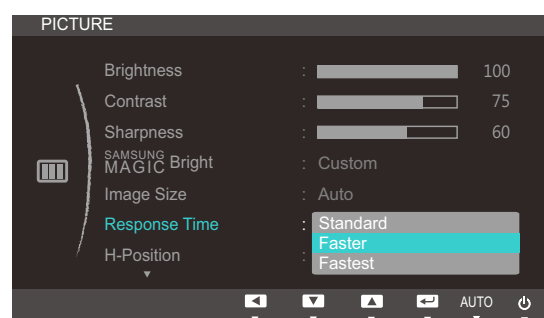 PICTURE
Brightness : 100
Contrast : 75
Sharpness : 60
SAMSUNG MAGIC Bright : Custom
Image Size : Auto
Response Time : Standard
Faster
H-Position :
Fastest
AUTO